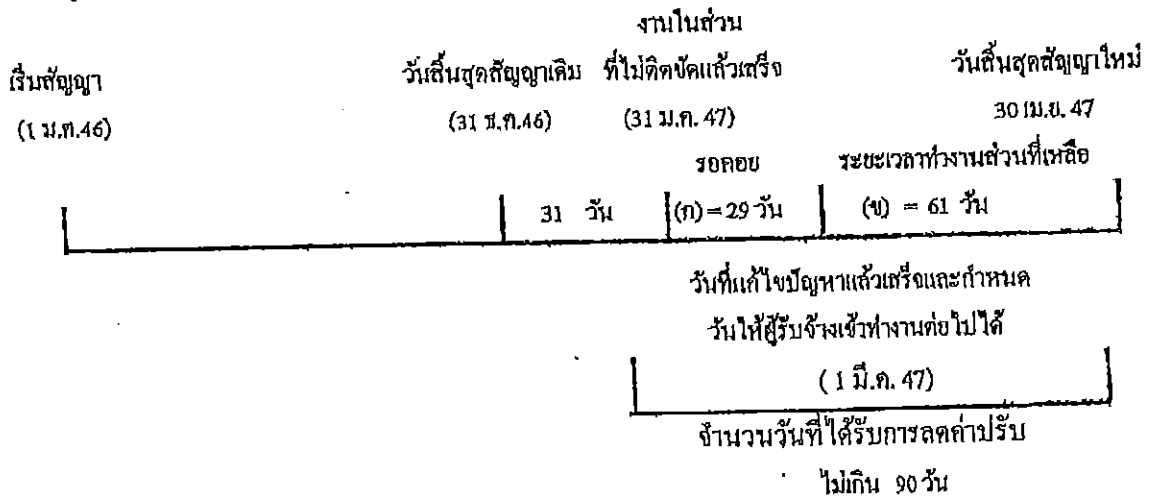 งานในส่วน
เริ่มสัญญา วันสิ้นสุดสัญญาเดิม ที่ไม่ติดขัดแล้วเสร็จ วันสิ้นสุดสัญญาใหม่
(1 ม.ค.46) (31 ธ.ค.46) (31 ม.ค. 47) 30 เม.ย. 47
รอคอย ระยะเวลาทำงานส่วนที่เหลือ
31 วัน (ก) = 29 วัน (ข) = 61 วัน
วันที่แก้ไขปัญหาแล้วเสร็จและกำหนด
วันให้ผู้รับจ้างเข้าทำงานต่อไปได้
( 1 มี.ค. 47)
จำนวนวันที่ได้รับการลดค่าปรับ
ไม่เกิน 90 วัน